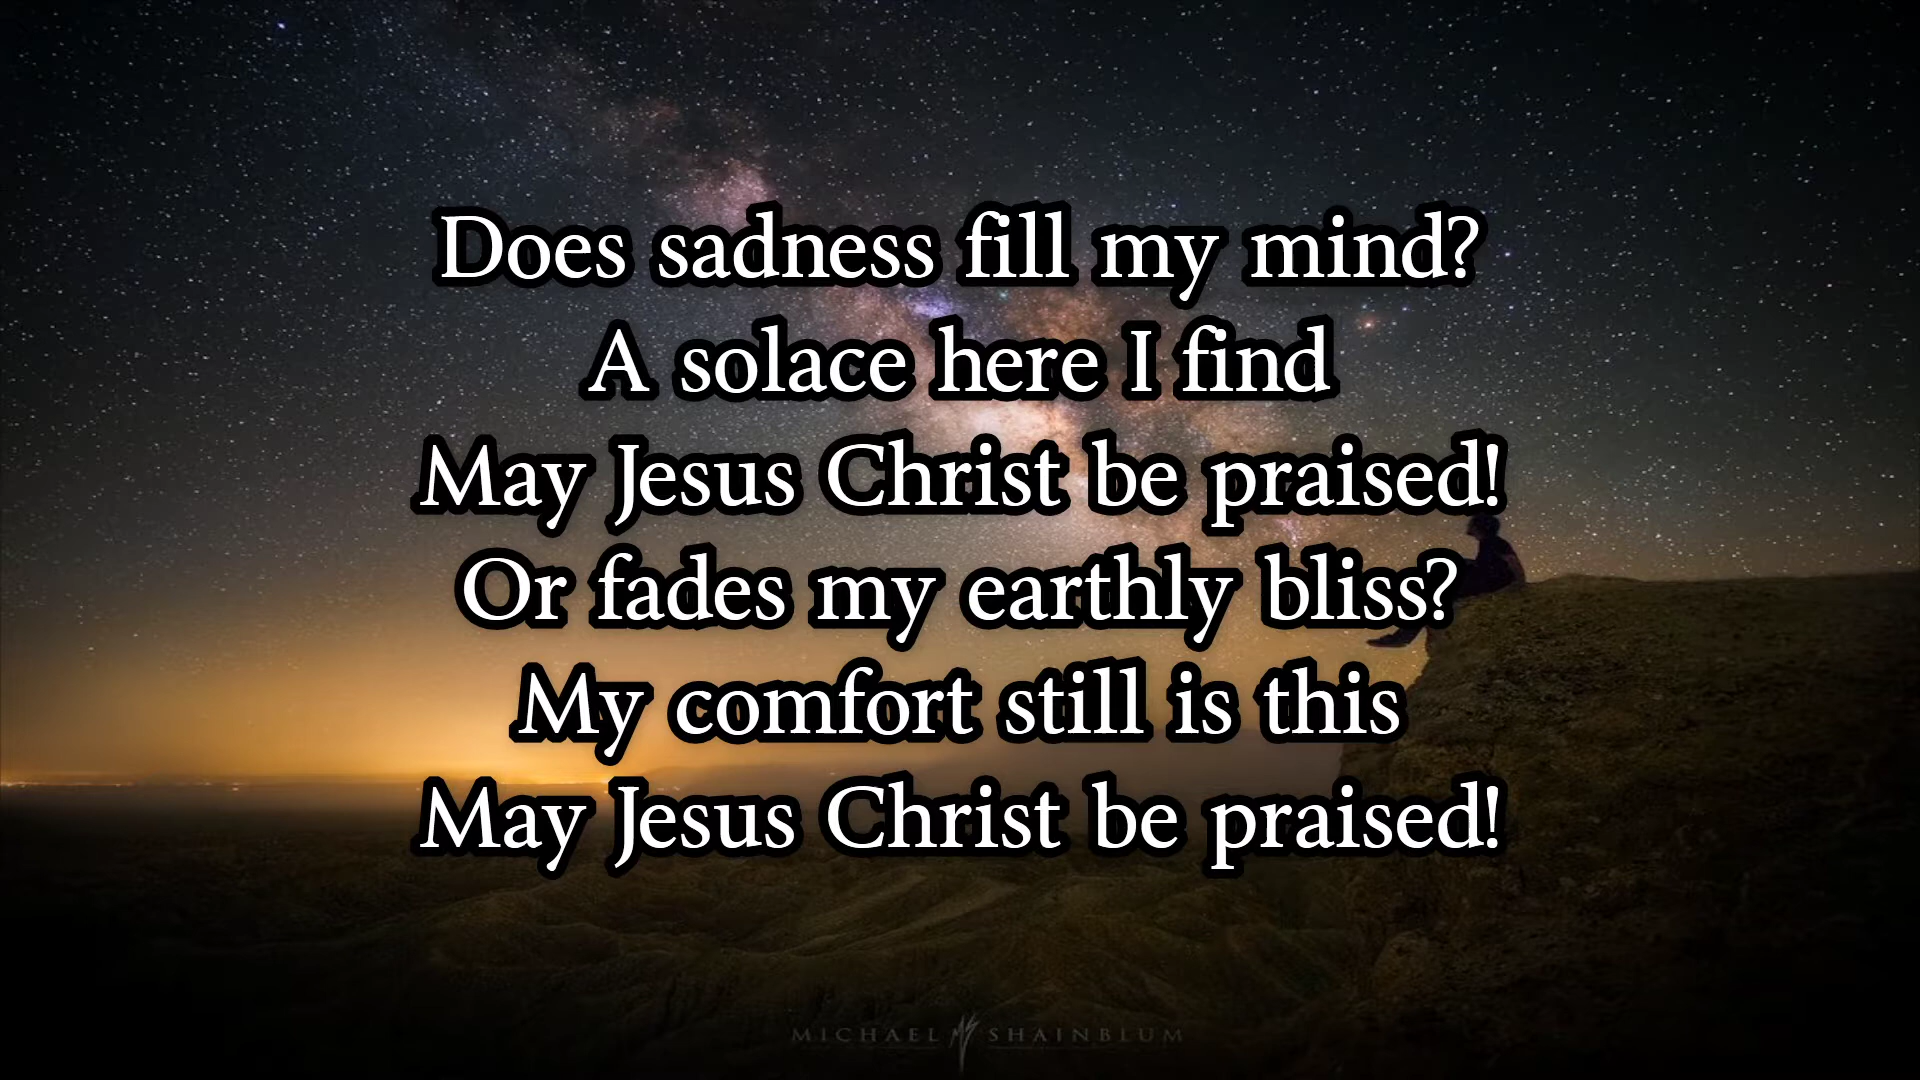 Does sadness fill my mind?
A solace here I find
May Jesus Christ be praised!
Or fades my earthly bliss?
My comfort still is this
May Jesus Christ be praised!
MICHAEL SHAINBLUM